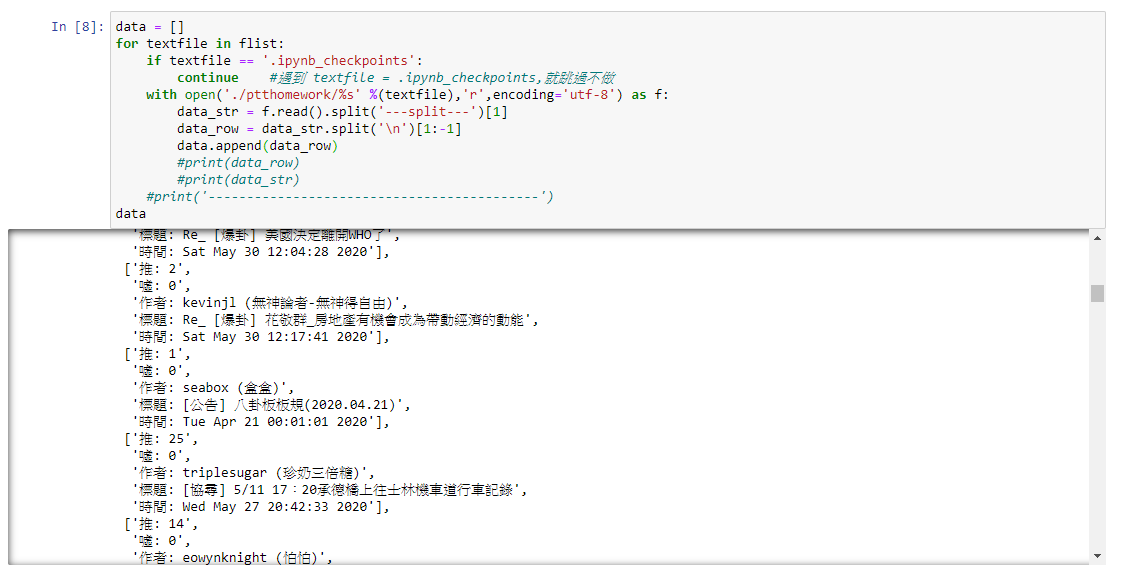 In [8]: data = []
for textfile in flist:
    if textfile == '.ipynb_checkpoints':
        continue    #遇到 textfile = .ipynb_checkpoints,就跳過不做
    with open('./ptthomework/%s' %(textfile),'r',encoding='utf-8') as f:
        data_str = f.read().split('---split---')[1]
        data_row = data_str.split('\n')[1:-1]
        data.append(data_row)
        #print(data_row)
        #print(data_str)
    #print('-------------------------------------------')
data
'標題: Re_ [爆卦] 美國決定離開WHO了',
'時間: Sat May 30 12:04:28 2020'],
['推: 2',
'噓: 0',
'作者: kevinjl (無神論者-無神得自由)',
'標題: Re_ [爆卦] 花敬群_房地產有機會成為帶動經濟的動能',
'時間: Sat May 30 12:17:41 2020'],
['推: 1',
'噓: 0',
'作者: seabox (盒盒)',
'標題: [公告] 八卦板板規(2020.04.21)',
'時間: Tue Apr 21 00:01:01 2020'],
['推: 25',
'噓: 0',
'作者: triplesugar (珍奶三倍糖)',
'標題: [協尋] 5/11 17：20承德橋上往士林機車道行車記錄',
'時間: Wed May 27 20:42:33 2020'],
['推: 14',
'噓: 0',
'作者: eowynknight (怕怕)',